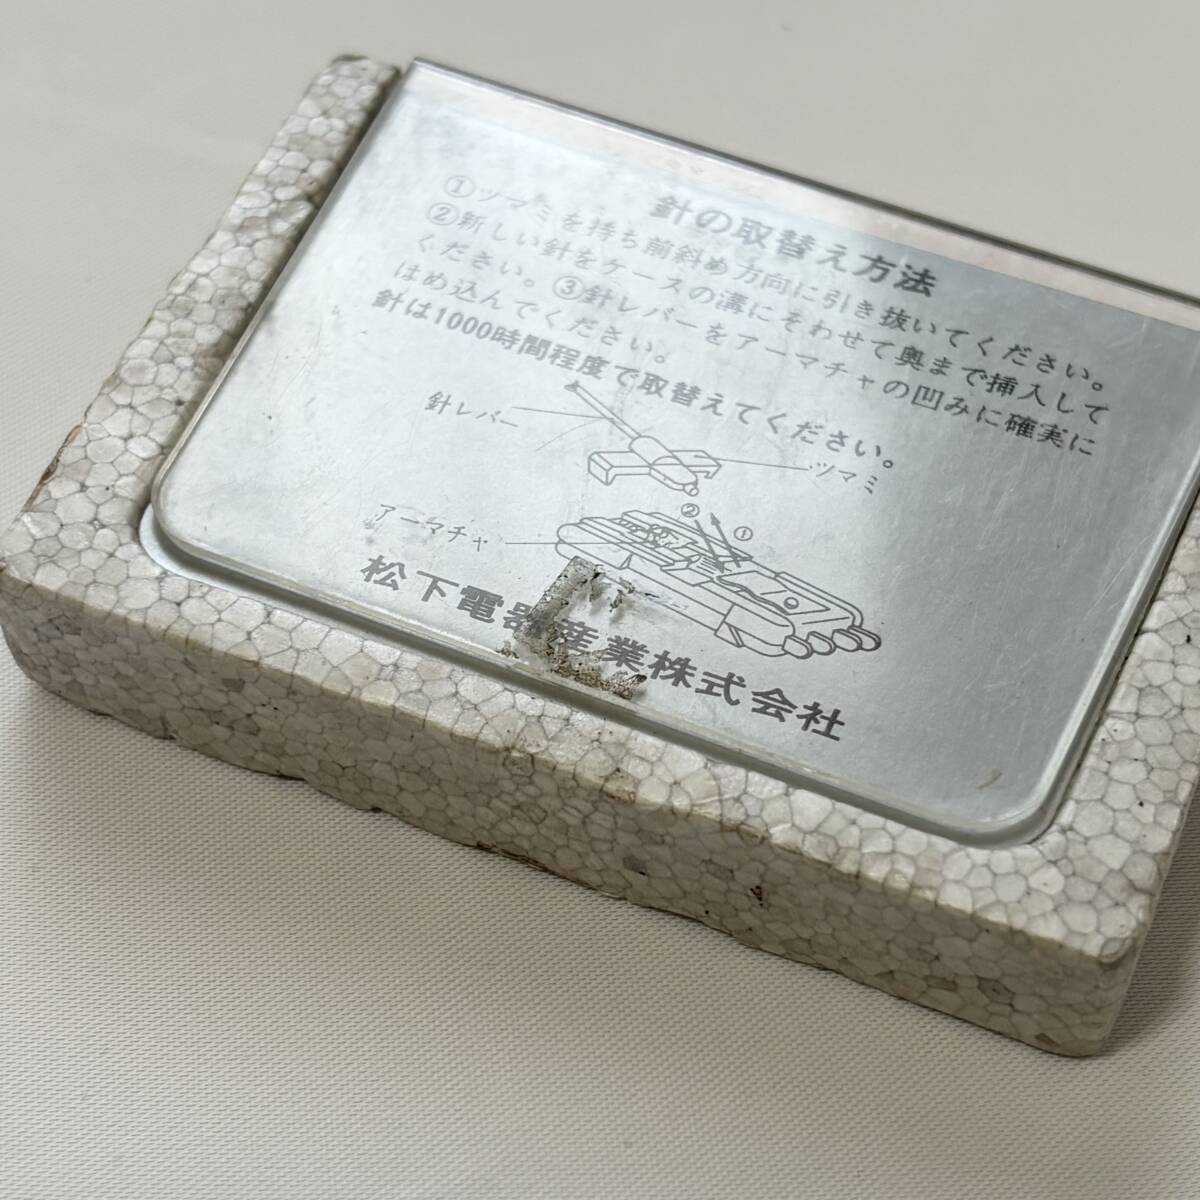 針の取替え方法
①ツマミを持ち前斜め方向に引き抜いてください。
②新しい針をケースの溝にそわせて奥まで挿入して
ください。③針レバーをアーマチャの凹みに確実に
はめ込んでください。
針は1000時間程度で取替えてください。
針レバー
ツマミ
②
①
アーマチャ
松下電器産業株式会社